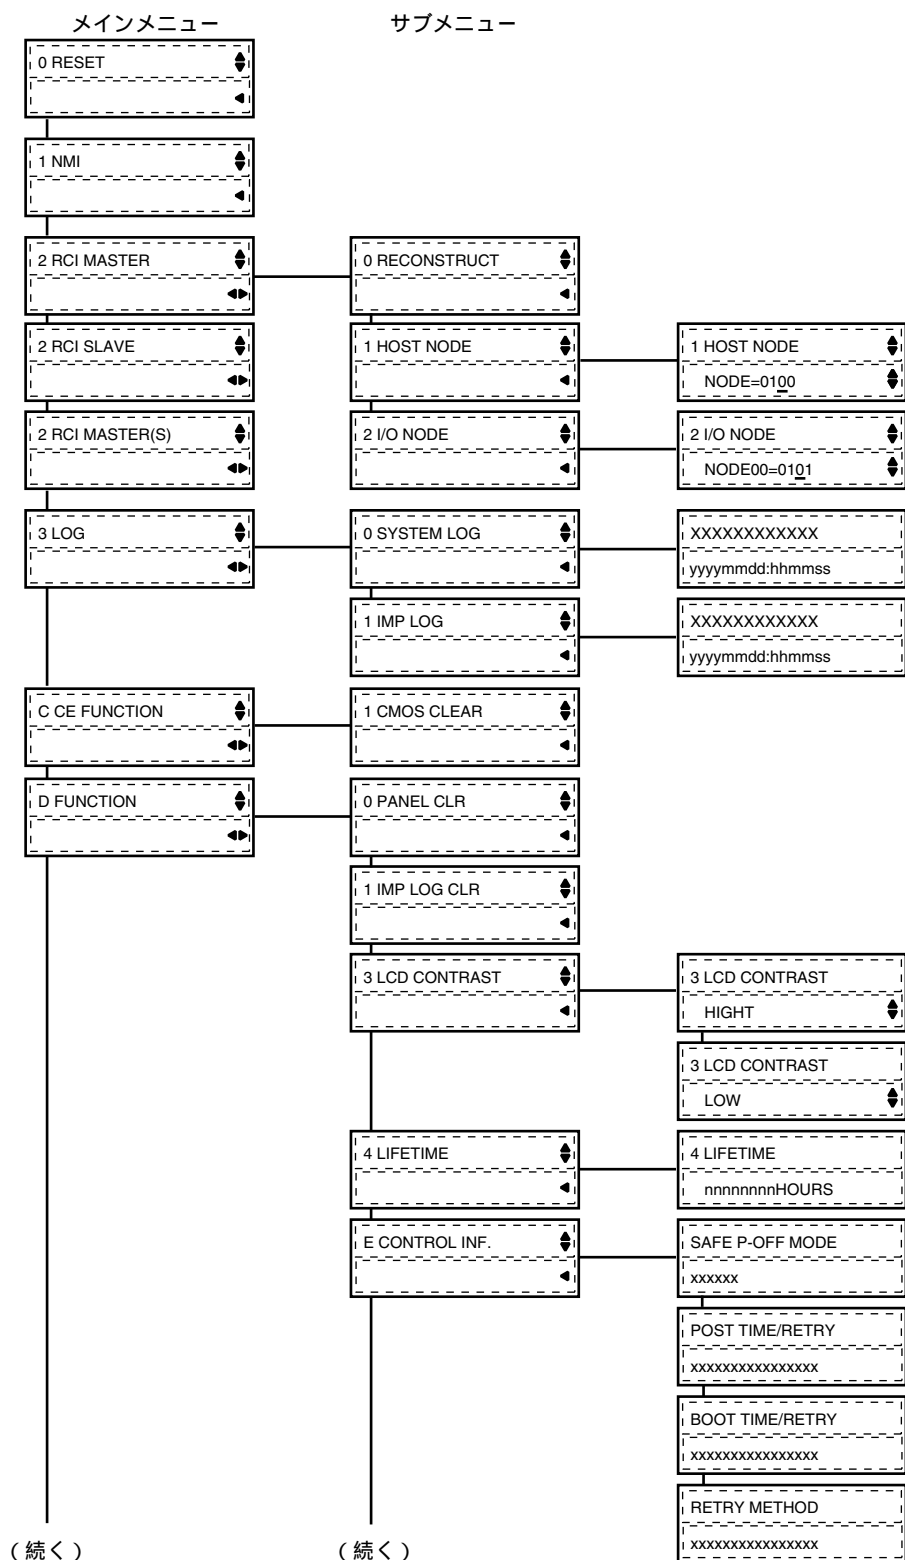 メインメニュー
サブメニュー
0 RESET
1 NMI
2 RCI MASTER
0 RECONSTRUCT
2 RCI SLAVE
1 HOST NODE
1 HOST NODE
NODE=0100
2 RCI MASTER(S)
2 I/O NODE
2 I/O NODE
NODE00=0101
3 LOG
0 SYSTEM LOG
XXXXXXXXXXXX
yyyymmdd:hhmmss
1 IMP LOG
XXXXXXXXXXXX
yyyymmdd:hhmmss
C CE FUNCTION
1 CMOS CLEAR
D FUNCTION
0 PANEL CLR
1 IMP LOG CLR
3 LCD CONTRAST
3 LCD CONTRAST
HIGHT
3 LCD CONTRAST
LOW
4 LIFETIME
4 LIFETIME
nnnnnnnnHOURS
E CONTROL INF.
SAFE P-OFF MODE
xxxxxx
POST TIME/RETRY
xxxxxxxxxxxxxxxx
BOOT TIME/RETRY
xxxxxxxxxxxxxxxx
RETRY METHOD
xxxxxxxxxxxxxxxx
(続く)
(続く)